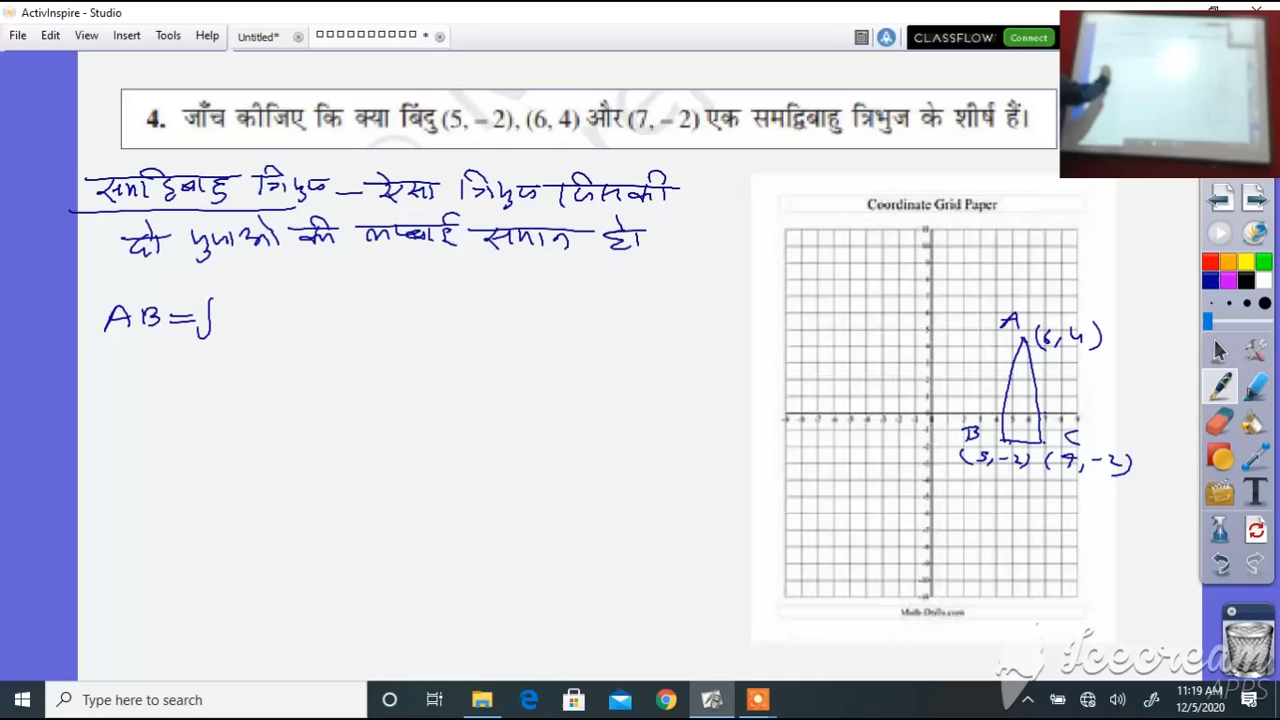 ActivInspire - Studio
File Edit View Insert Tools Help
Untitled*
CLASSFLOW Connect
4. जाँच कीजिए कि क्या बिंदु (5, – 2), (6, 4) और (7, – 2) एक समद्विबाहु त्रिभुज के शीर्ष हैं।
समद्विबाहु त्रिभुज – ऐसा त्रिभुज जिसकी
दो भुजाओ की लम्बाई समान हो
Coordinate Grid Paper
AB =
A
(6, 4)
B C
(5, -2) (7, -2)
Math-Drills.com
Icecream
APPS
Type here to search
11:19 AM
12/5/2020